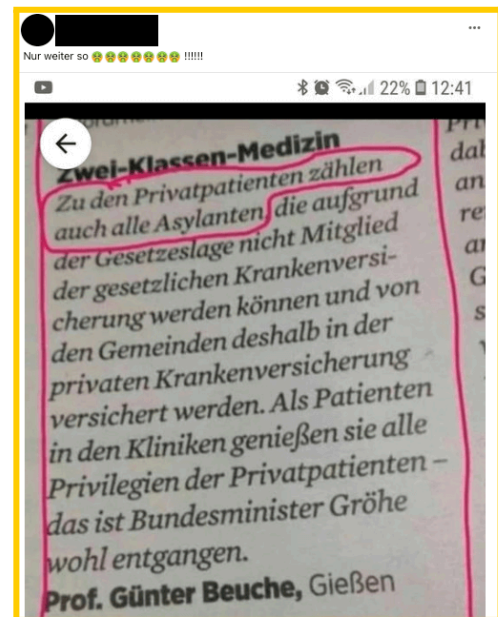 Nur weiter so 🤢🤢🤢🤢🤢🤢🤢 !!!!!!
22% 12:41
Zwei-Klassen-Medizin
Zu den Privatpatienten zählen
auch alle Asylanten, die aufgrund
der Gesetzeslage nicht Mitglied
der gesetzlichen Krankenversi-
cherung werden können und von
den Gemeinden deshalb in der
privaten Krankenversicherung
versichert werden. Als Patienten
in den Kliniken genießen sie alle
Privilegien der Privatpatienten –
das ist Bundesminister Gröhe
wohl entgangen.
Prof. Günter Beuche, Gießen